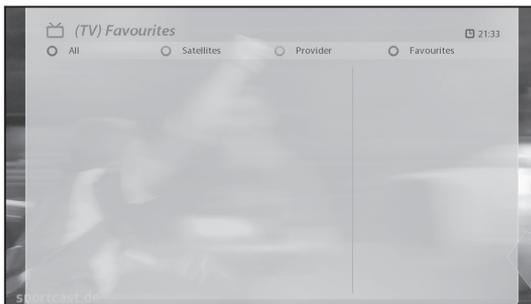 (TV) Favourites
21:33
All Satellites Provider Favourites
sportcast.de